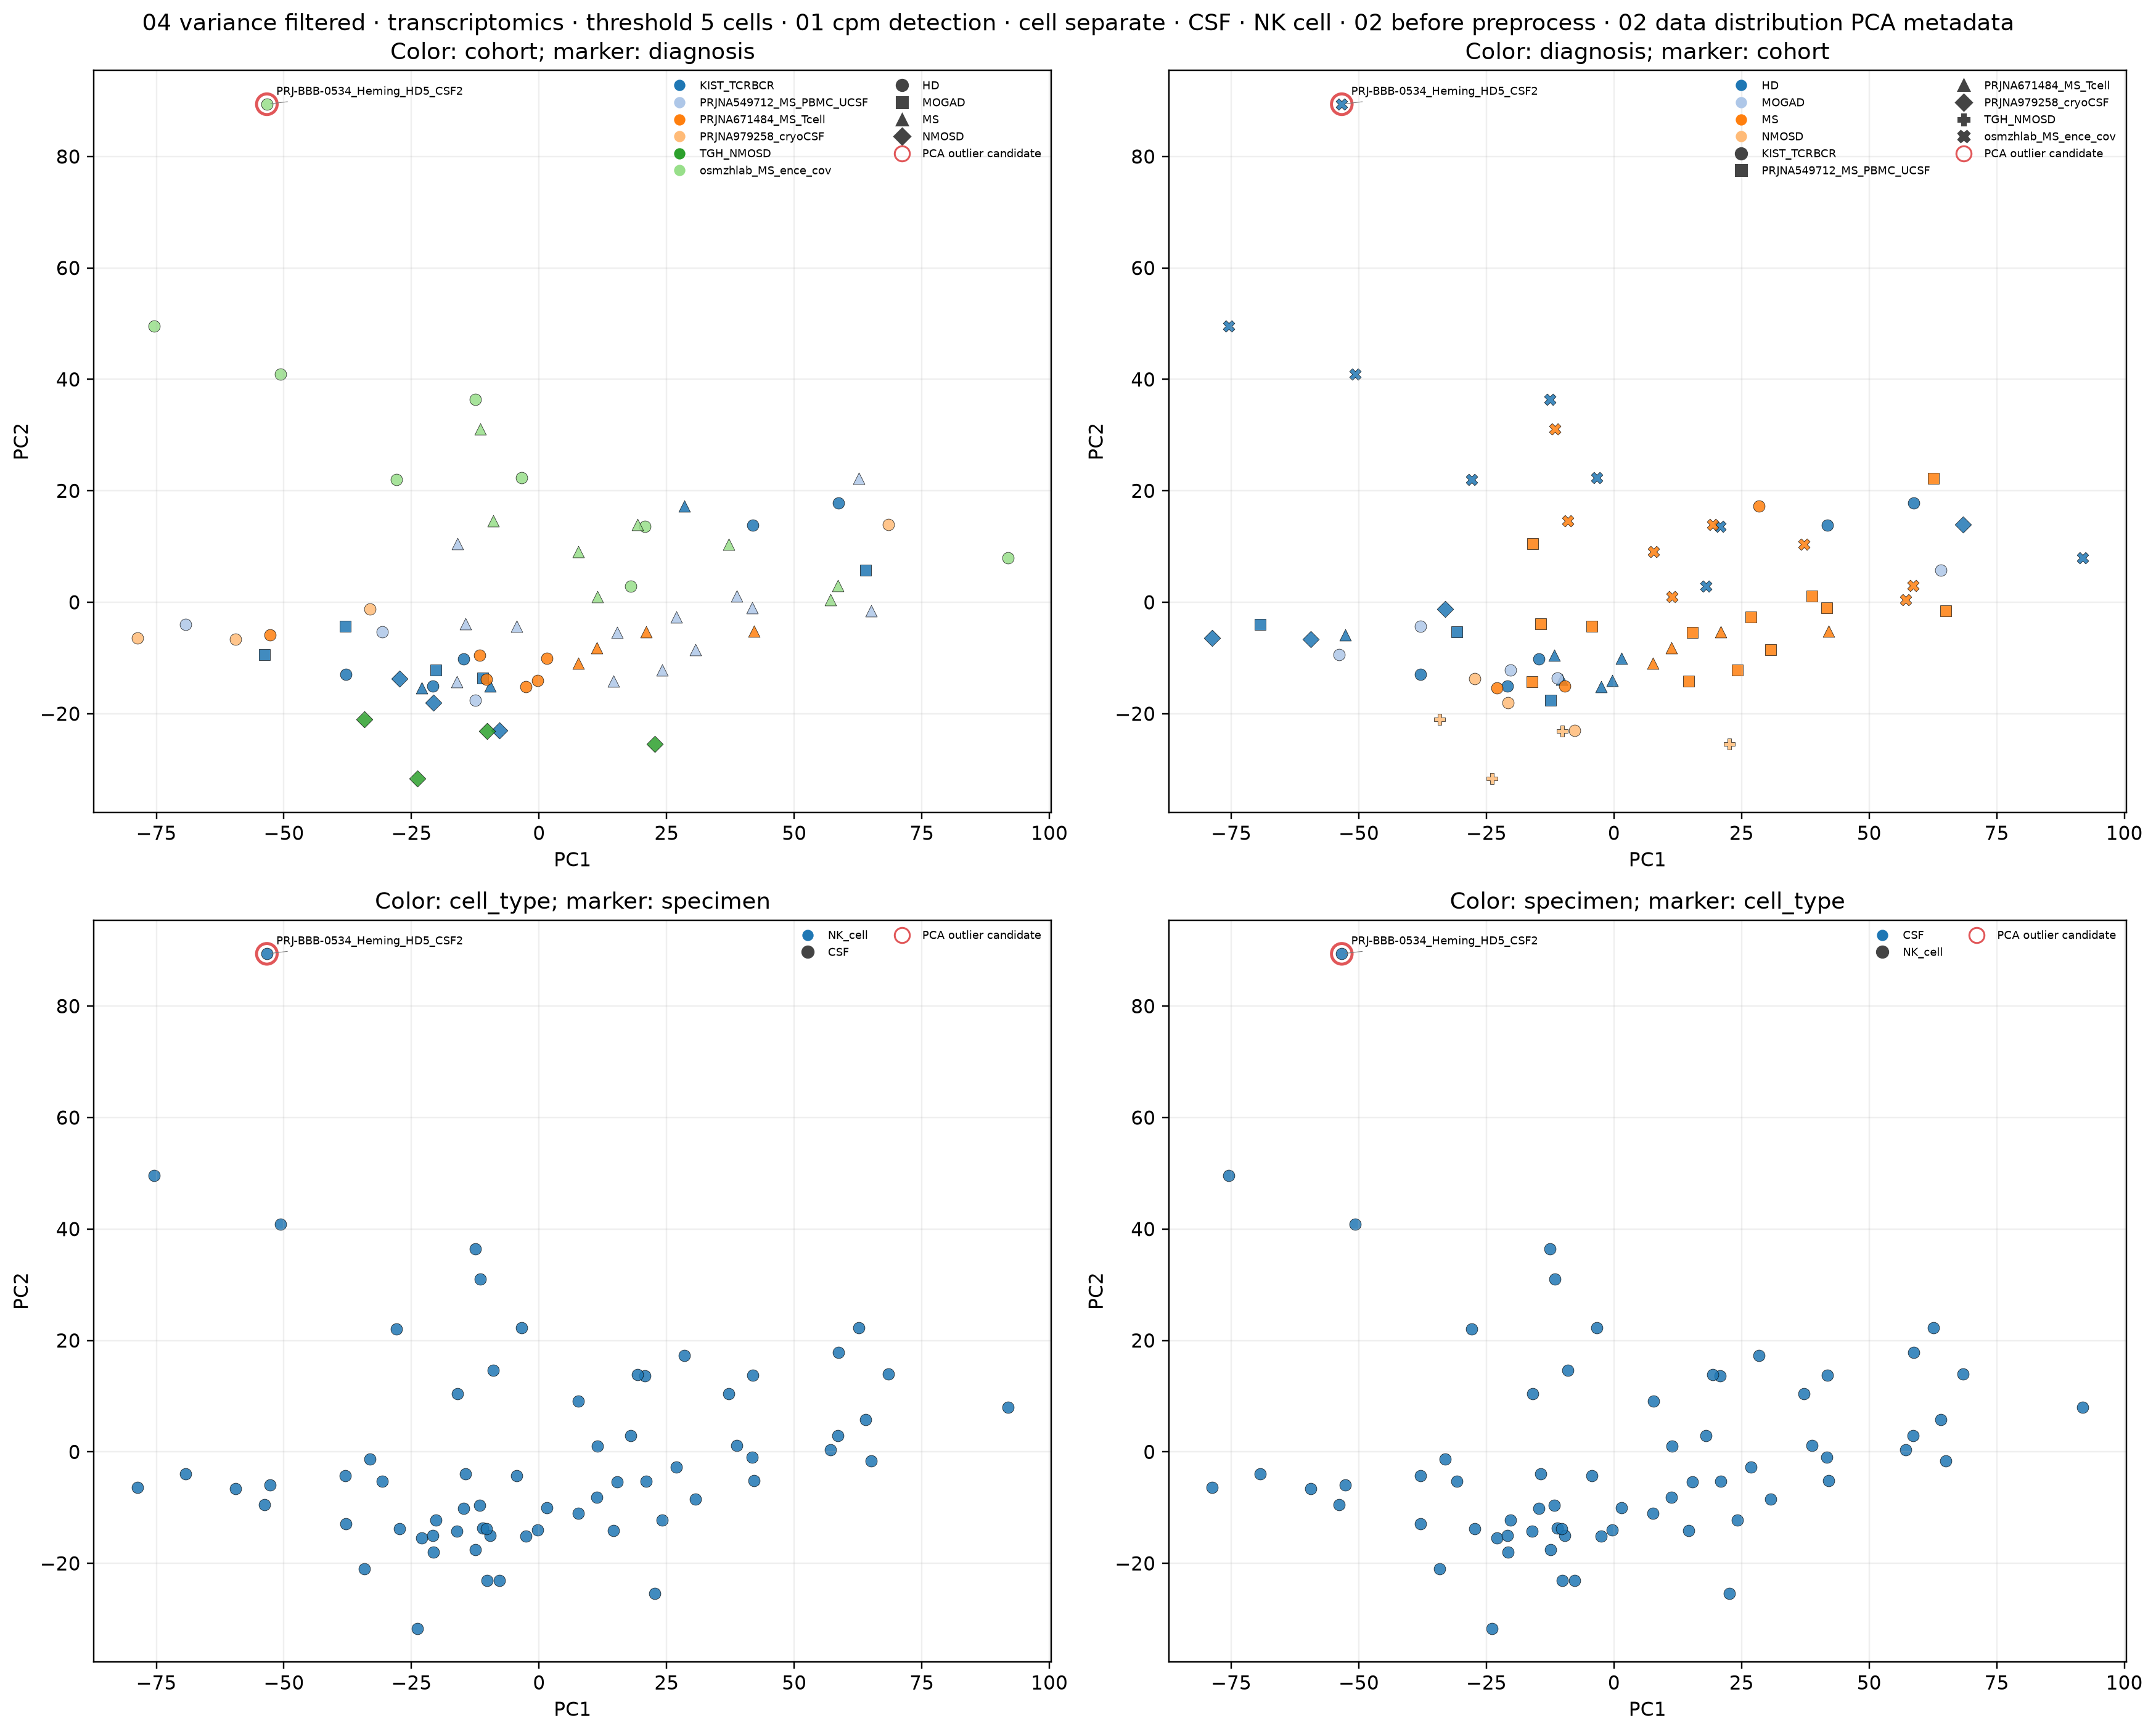 04 variance filtered · transcriptomics · threshold 5 cells · 01 cpm detection · cell separate · CSF · NK cell · 02 before preprocess · 02 data distribution PCA metadata
Color: cohort; marker: diagnosis
PRJ-BBB-0534_Heming_HD5_CSF2
KIST_TCRBCR
PRJNA549712_MS_PBMC_UCSF
PRJNA671484_MS_Tcell
PRJNA979258_cryoCSF
TGH_NMOSD
osmzhlab_MS_ence_cov
HD
MOGAD
MS
NMOSD
PCA outlier candidate
80
60
40
20
0
−20
PC2
−75 −50 −25 0 25 50 75 100
PC1
Color: diagnosis; marker: cohort
PRJ-BBB-0534_Heming_HD5_CSF2
HD
MOGAD
MS
NMOSD
KIST_TCRBCR
PRJNA549712_MS_PBMC_UCSF
PRJNA671484_MS_Tcell
PRJNA979258_cryoCSF
TGH_NMOSD
osmzhlab_MS_ence_cov
PCA outlier candidate
80
60
40
20
0
−20
PC2
−75 −50 −25 0 25 50 75 100
PC1
Color: cell_type; marker: specimen
PRJ-BBB-0534_Heming_HD5_CSF2
NK_cell
CSF
PCA outlier candidate
80
60
40
20
0
−20
PC2
−75 −50 −25 0 25 50 75 100
PC1
Color: specimen; marker: cell_type
PRJ-BBB-0534_Heming_HD5_CSF2
CSF
NK_cell
PCA outlier candidate
80
60
40
20
0
−20
PC2
−75 −50 −25 0 25 50 75 100
PC1